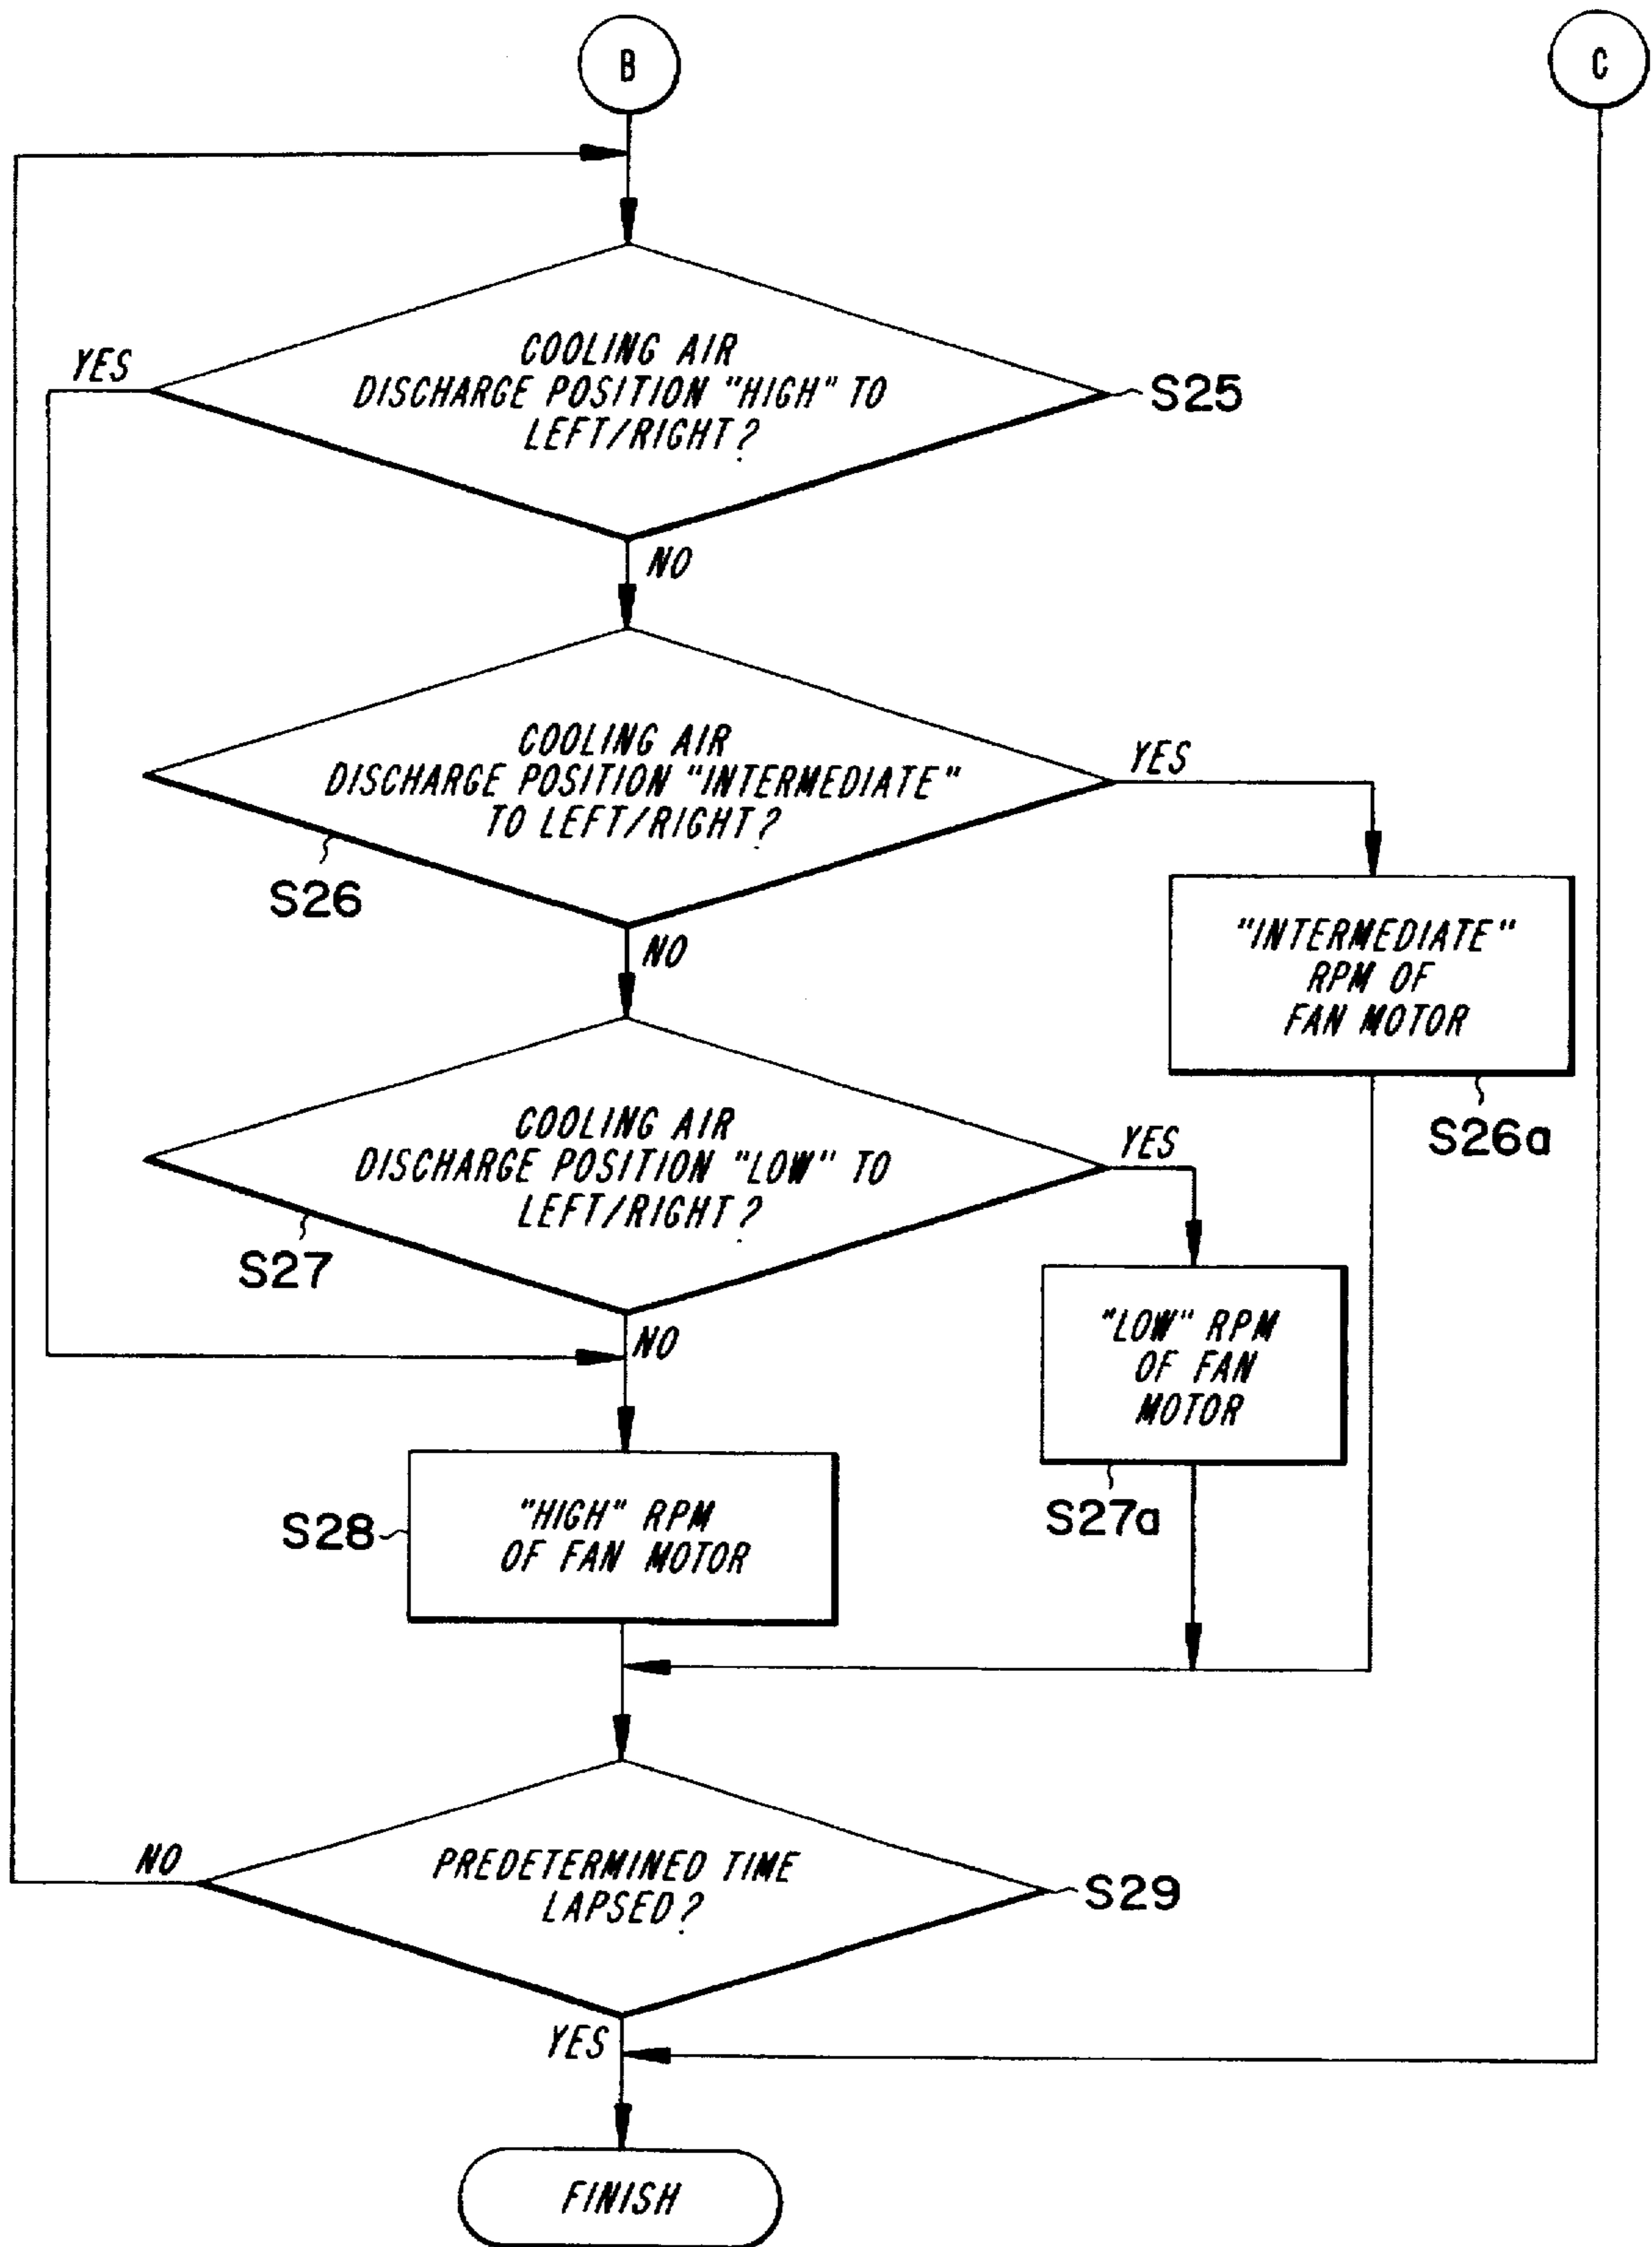 B
C
COOLING AIR
DISCHARGE POSITION "HIGH" TO
LEFT/RIGHT?
YES
S25
NO
COOLING AIR
DISCHARGE POSITION "INTERMEDIATE"
TO LEFT/RIGHT?
YES
S26
NO
"INTERMEDIATE"
RPM OF
FAN MOTOR
S26a
COOLING AIR
DISCHARGE POSITION "LOW" TO
LEFT/RIGHT?
YES
S27
NO
"LOW" RPM
OF FAN
MOTOR
S27a
"HIGH" RPM
OF FAN MOTOR
S28
PREDETERMINED TIME
LAPSED?
NO
S29
YES
FINISH